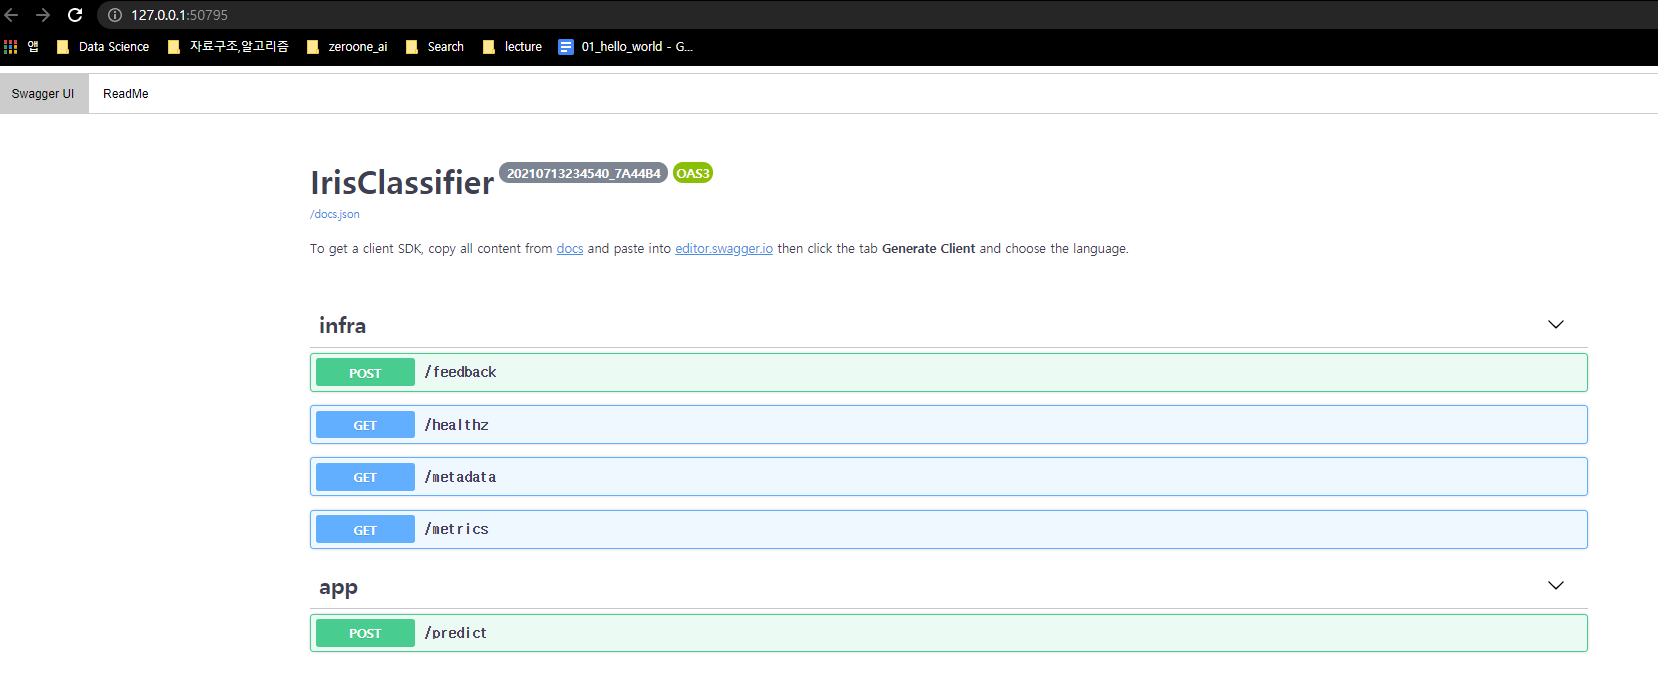 127.0.0.1:50795
앱 Data Science 자료구조,알고리즘 zeroone_ai Search lecture 01_hello_world - G...
Swagger UI ReadMe
IrisClassifier 20210713234540_7A44B4 OAS3
/docs.json
To get a client SDK, copy all content from docs and paste into editor.swagger.io then click the tab Generate Client and choose the language.
infra
POST /feedback
GET /healthz
GET /metadata
GET /metrics
app
POST /predict